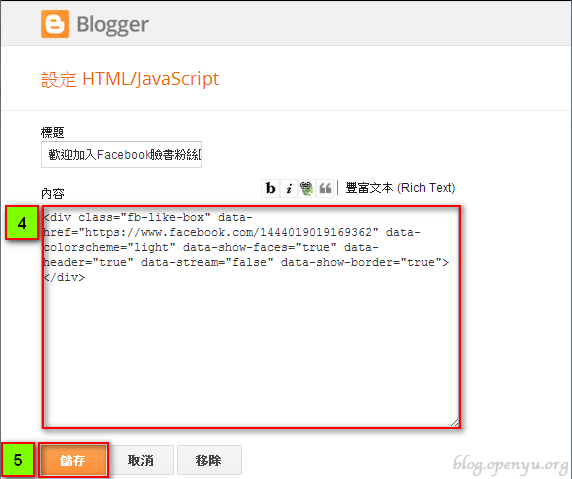 Blogger
設定 HTML/JavaScript
標題
歡迎加入Facebook臉書粉絲
b i 豐富文本 (Rich Text)
內容
4
<div class="fb-like-box" data-
href="https://www.facebook.com/1444019019169362" data-
colorscheme="light" data-show-faces="true" data-
header="true" data-stream="false" data-show-border="true">
</div>
5
儲存 取消 移除
blog.openyu.org